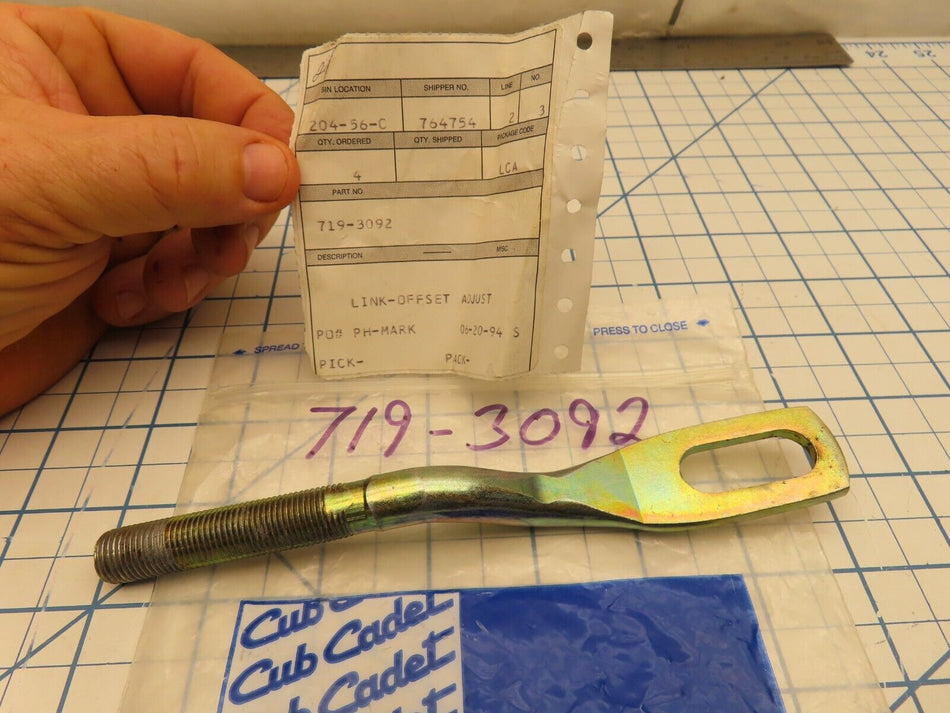 24 25
BIN LOCATION SHIPPER NO. LINE NO.
204-56-C 764754 2 3
QTY. ORDERED QTY. SHIPPED PACKAGE CODE
4 LCA
PART NO.
719-3092
DESCRIPTION MSC.
LINK-OFFSET ADJUST
PO# PH-MARK 06-20-94 S
PICK- PACK-
SPREAD PRESS TO CLOSE
719-3092
Cub Cadet
Cub Cadet
Cub Cadet